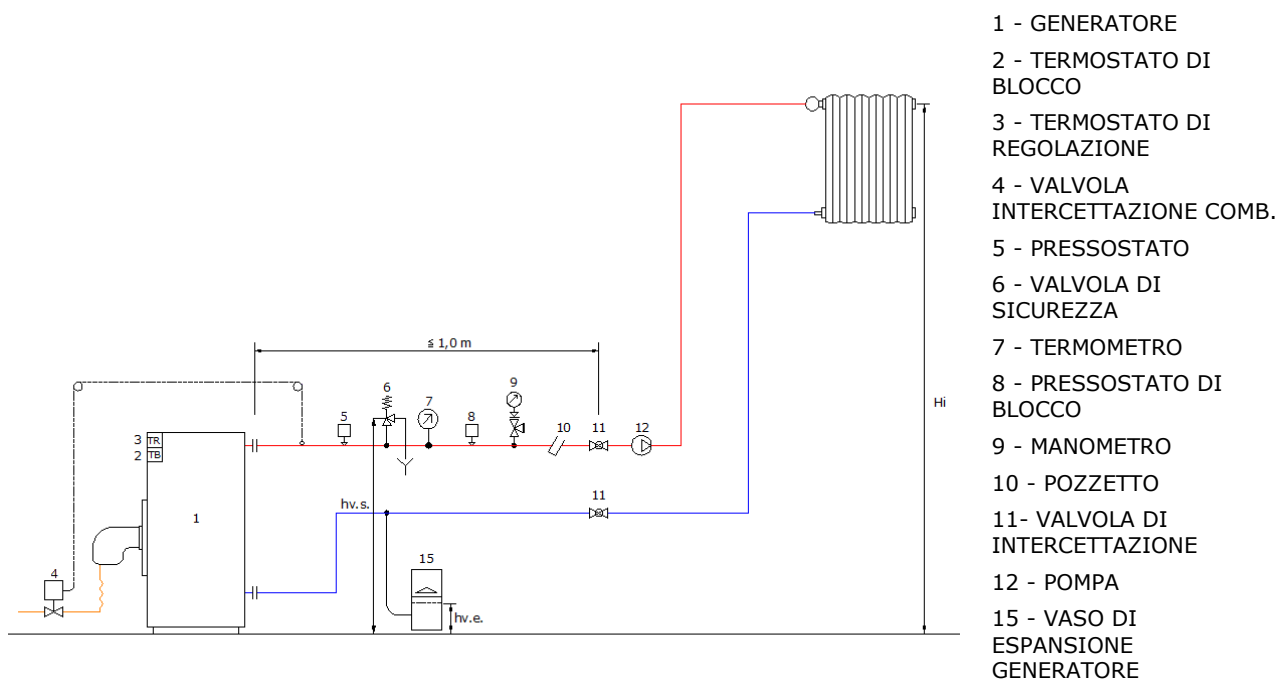 ≦ 1,0 m
6
7
9
5
8
10
11
12
Hi
3 TR
2 TB
1
hv.s.
11
15
4
hv.e.
1 - GENERATORE
2 - TERMOSTATO DI
BLOCCO
3 - TERMOSTATO DI
REGOLAZIONE
4 - VALVOLA
INTERCETTAZIONE COMB.
5 - PRESSOSTATO
6 - VALVOLA DI
SICUREZZA
7 - TERMOMETRO
8 - PRESSOSTATO DI
BLOCCO
9 - MANOMETRO
10 - POZZETTO
11- VALVOLA DI
INTERCETTAZIONE
12 - POMPA
15 - VASO DI
ESPANSIONE
GENERATORE